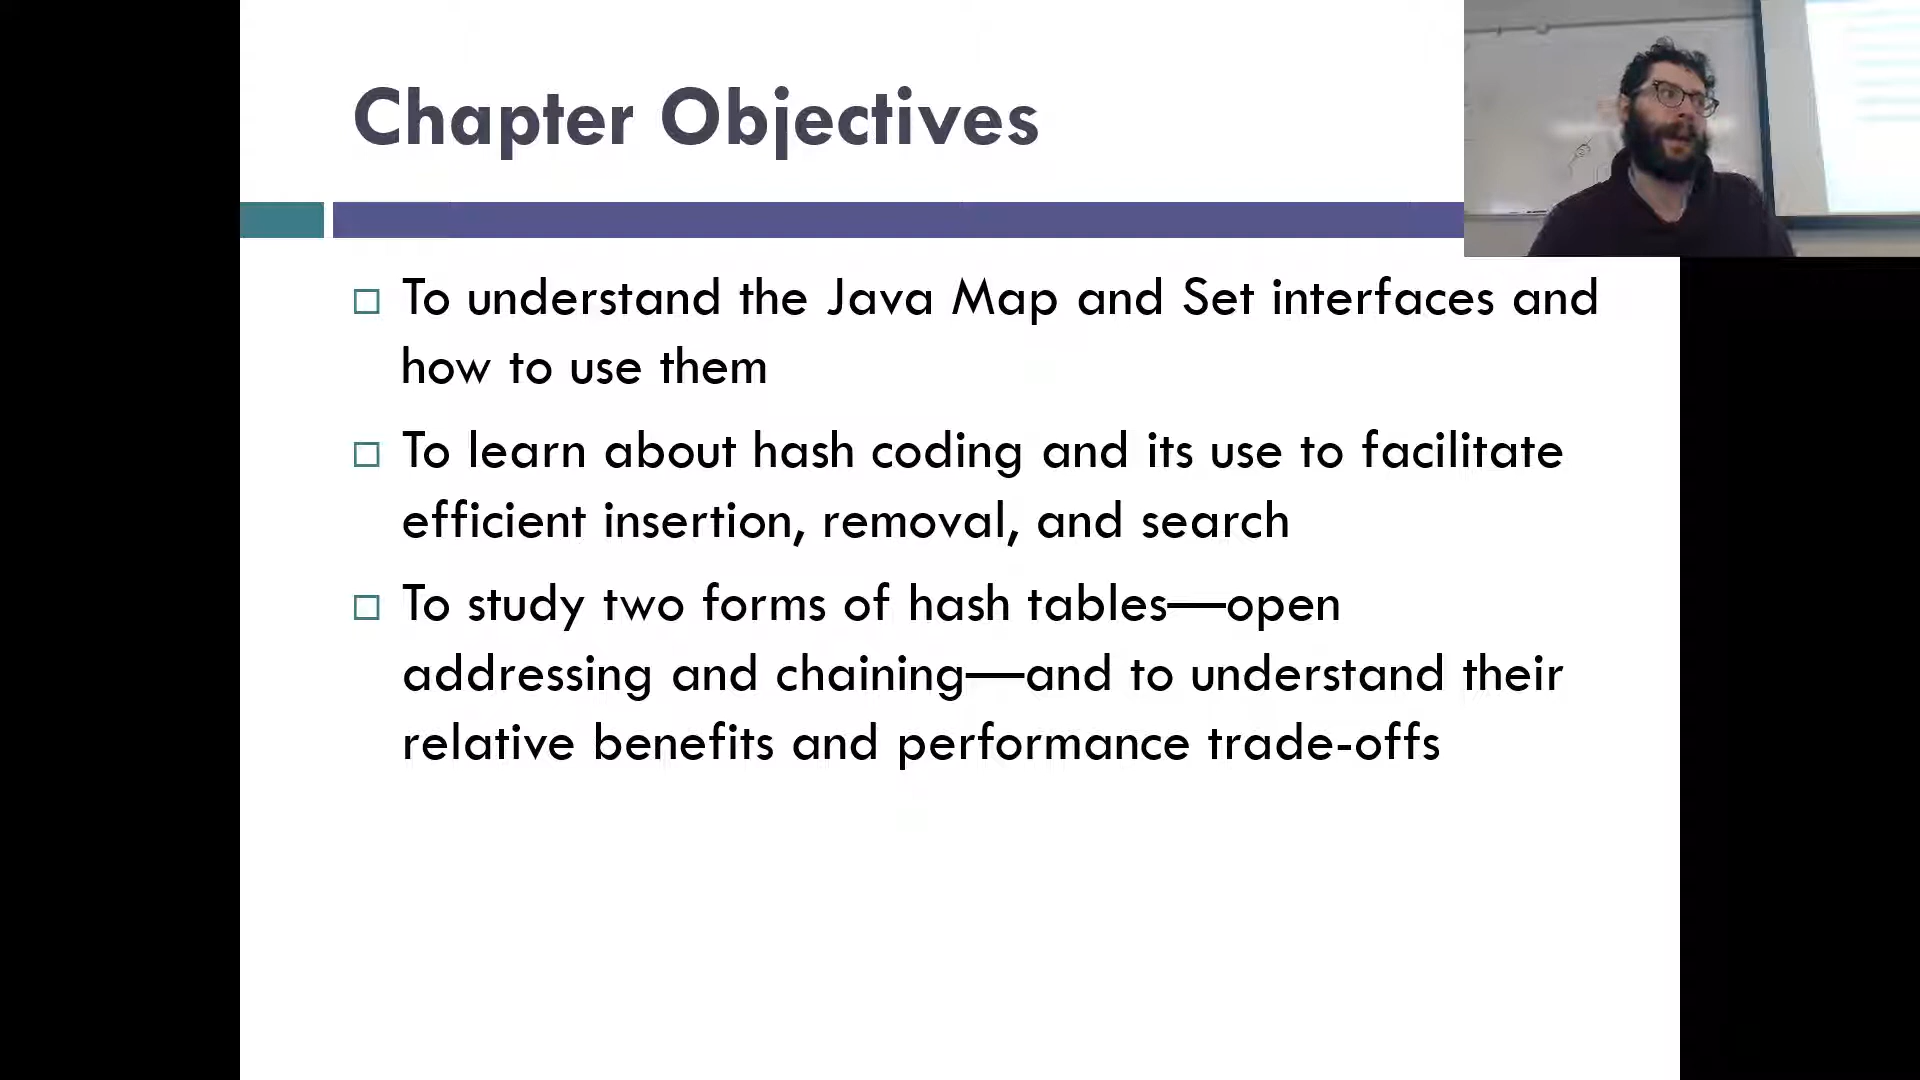 Chapter Objectives
To understand the Java Map and Set interfaces and
how to use them
To learn about hash coding and its use to facilitate
efficient insertion, removal, and search
To study two forms of hash tables—open
addressing and chaining—and to understand their
relative benefits and performance trade-offs